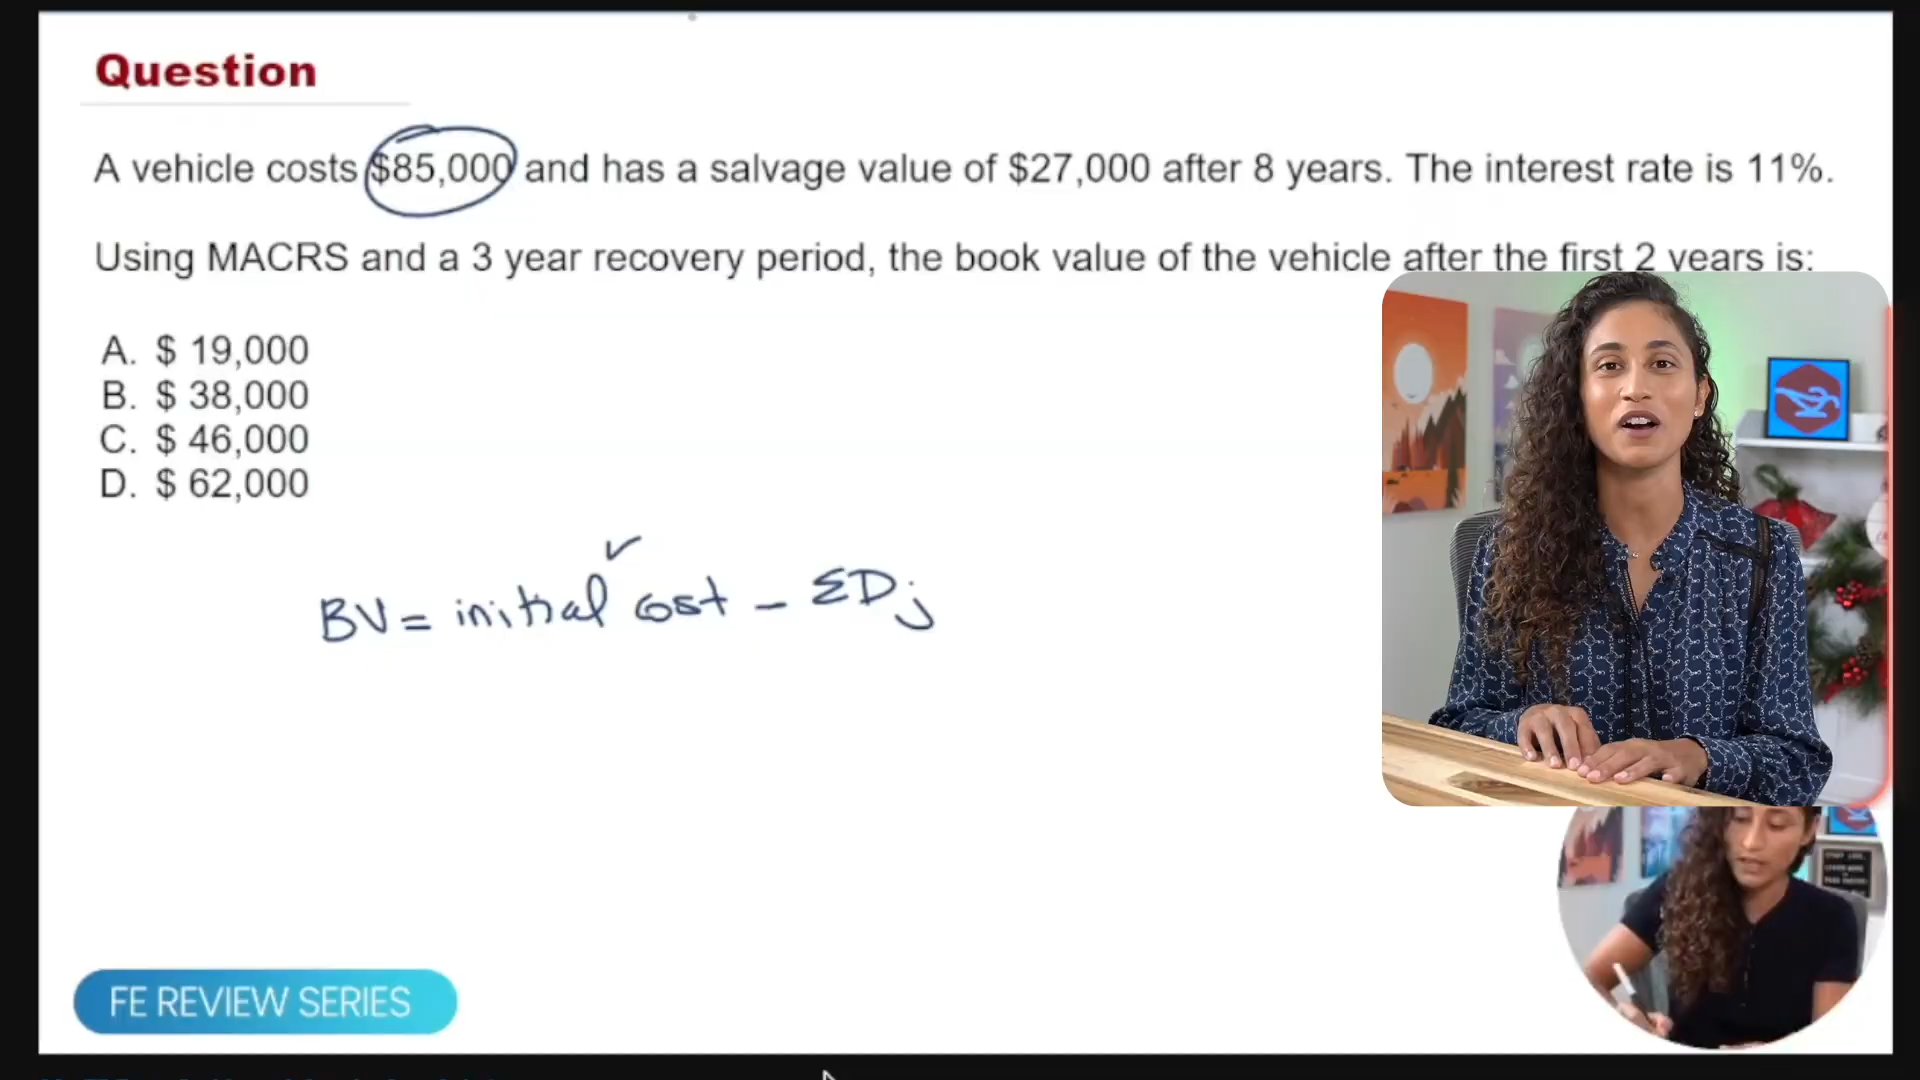 Question
A vehicle costs $85,000 and has a salvage value of $27,000 after 8 years. The interest rate is 11%.
Using MACRS and a 3 year recovery period, the book value of the vehicle after the first 2 years is:
A. $ 19,000
B. $ 38,000
C. $ 46,000
D. $ 62,000
BV = initial cost - ΣDj
FE REVIEW SERIES